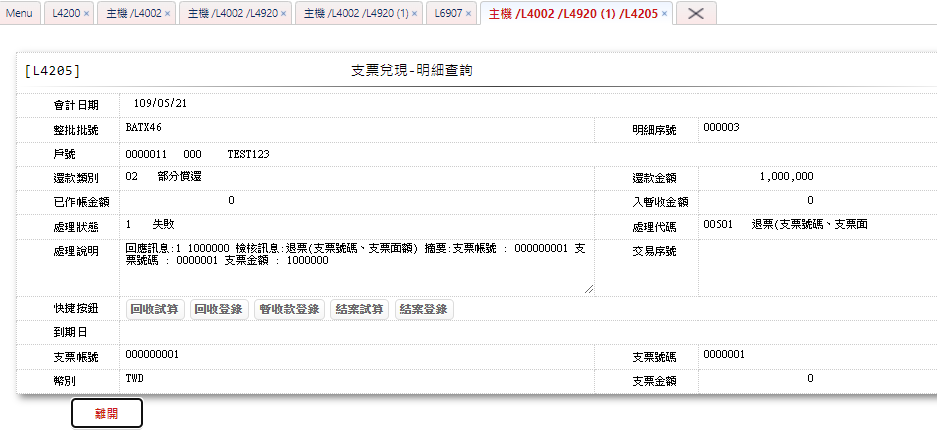 Menu L4200 × 主機 /L4002 × 主機 /L4002 /L4920 × 主機 /L4002 /L4920 (1) × L6907 × 主機 /L4002 /L4920 (1) /L4205 ×
[L4205] 支票兌現-明細查詢
會計日期 109/05/21
整批批號 BATX46 明細序號 000003
戶號 0000011 000 TEST123
還款類別 02 部分償還 還款金額 1,000,000
已作帳金額 0 入暫收金額 0
處理狀態 1 失敗 處理代碼 00501 退票(支票號碼、支票面
處理說明 回應訊息:1 1000000 檢核訊息:退票(支票號碼、支票面額) 摘要:支票帳號 : 000000001 支 交易序號
票號碼 : 0000001 支票金額 : 1000000
快捷按鈕 回收試算 回收登錄 暫收款登錄 結案試算 結案登錄
到期日
支票帳號 000000001 支票號碼 0000001
幣別 TWD 支票金額 0
離開